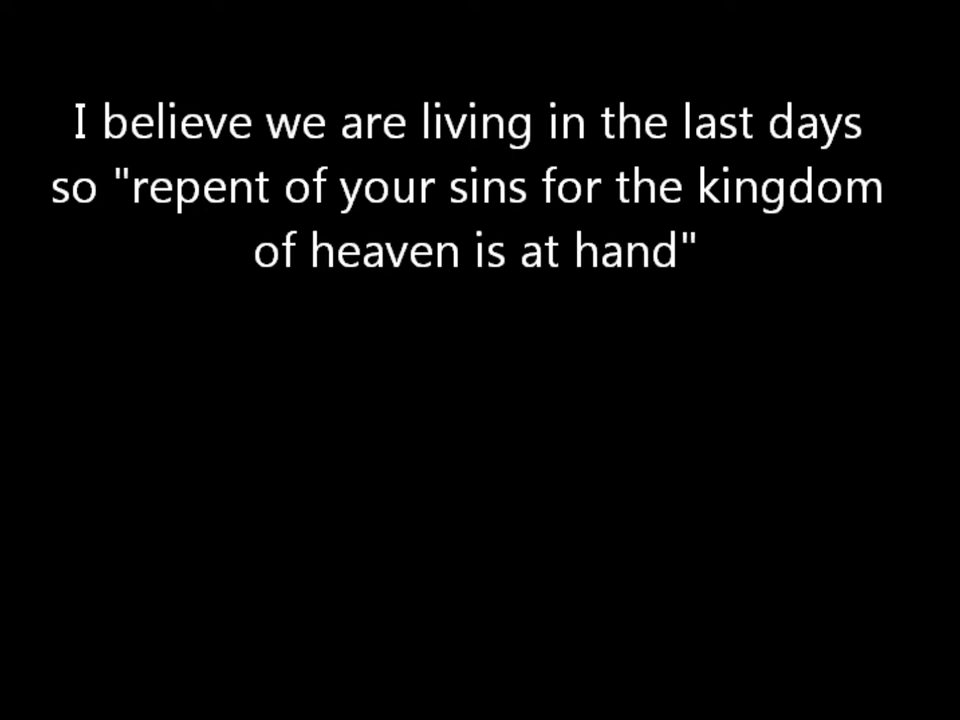 I believe we are living in the last days
so "repent of your sins for the kingdom
of heaven is at hand"